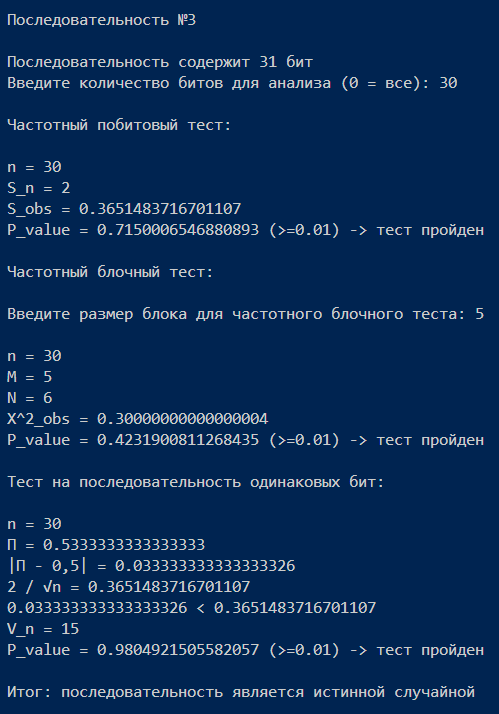 Последовательность №3
Последовательность содержит 31 бит
Введите количество битов для анализа (0 = все): 30
Частотный побитовый тест:
n = 30
S_n = 2
S_obs = 0.3651483716701107
P_value = 0.7150006546880893 (>=0.01) -> тест пройден
Частотный блочный тест:
Введите размер блока для частотного блочного теста: 5
n = 30
M = 5
N = 6
X^2_obs = 0.30000000000000004
P_value = 0.4231900811268435 (>=0.01) -> тест пройден
Тест на последовательность одинаковых бит:
n = 30
П = 0.5333333333333333
|П - 0,5| = 0.033333333333333326
2 / √n = 0.3651483716701107
0.033333333333333326 < 0.3651483716701107
V_n = 15
P_value = 0.9804921505582057 (>=0.01) -> тест пройден
Итог: последовательность является истинной случайной